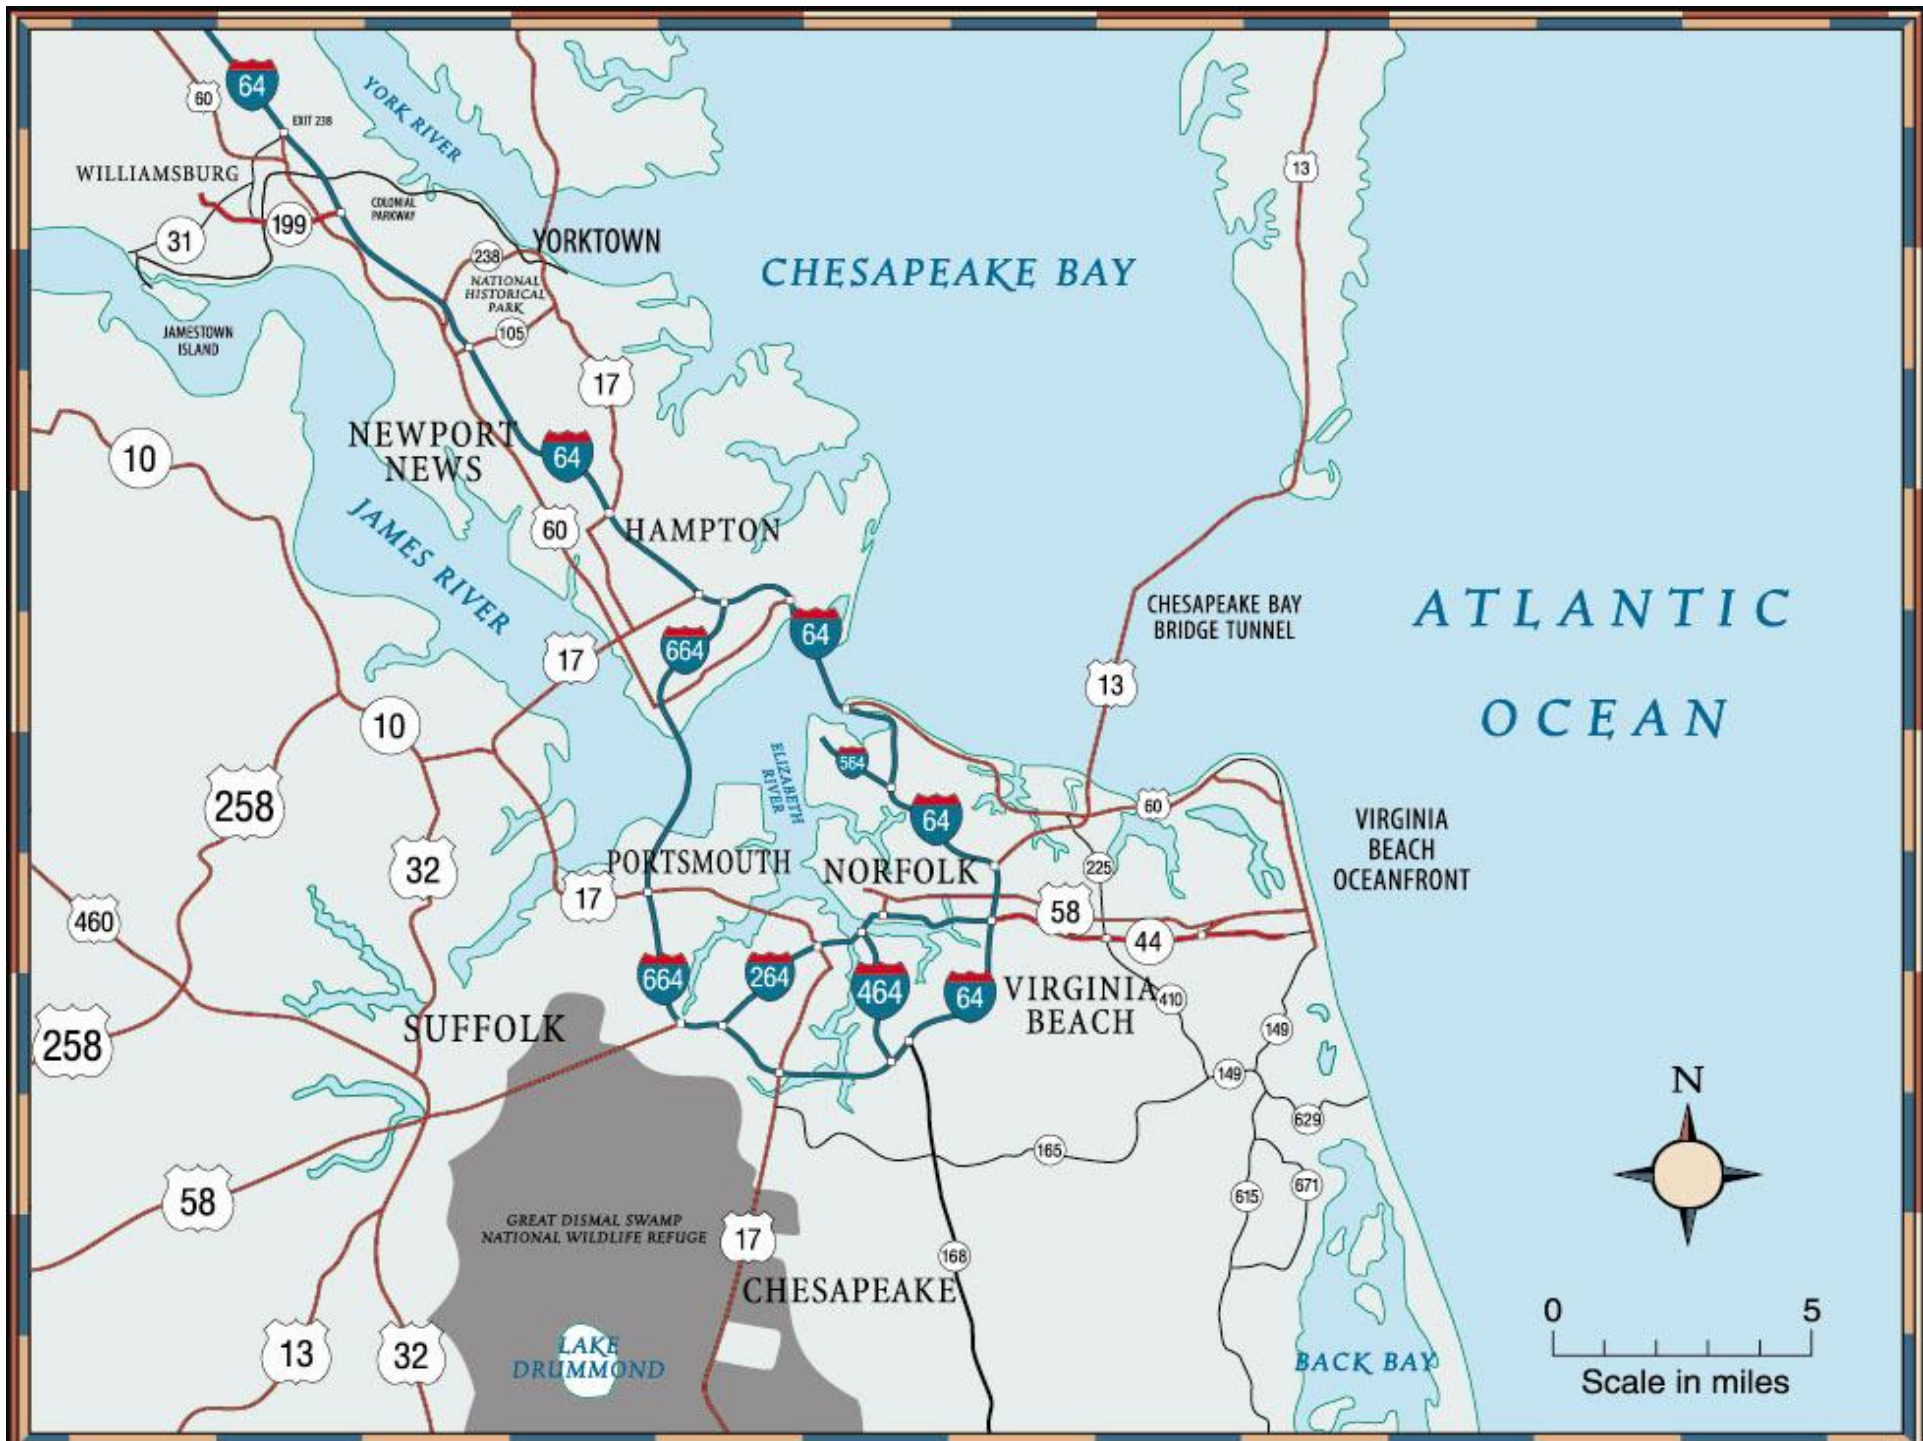 64
YORK RIVER
60
EXIT 238
13
WILLIAMSBURG
COLONIAL
PARKWAY
199
31
YORKTOWN
238
CHESAPEAKE BAY
NATIONAL
HISTORICAL
PARK
105
JAMESTOWN
ISLAND
17
NEWPORT
NEWS
64
10
JAMES RIVER
60
HAMPTON
CHESAPEAKE BAY
BRIDGE TUNNEL
ATLANTIC
OCEAN
64
664
17
13
10
ELIZABETH
RIVER
564
258
64
60
VIRGINIA
BEACH
OCEANFRONT
32
PORTSMOUTH
NORFOLK
225
17
58
460
44
664
264
464
64
VIRGINIA
BEACH
410
SUFFOLK
149
258
149
N
629
165
58
615
671
GREAT DISMAL SWAMP
NATIONAL WILDLIFE REFUGE
17
168
CHESAPEAKE
0
5
13
32
LAKE
DRUMMOND
BACK BAY
Scale in miles